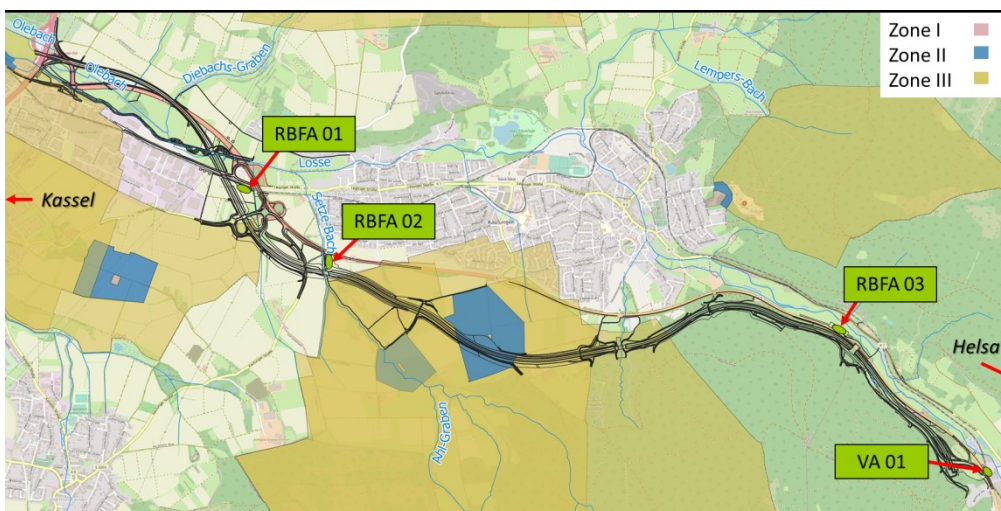 Olebach
Zone I
Zone II
Zone III
Diebachs-Graben
Olebach
Lempers-Bach
RBFA 01
Losse
Kassel
Setze-Bach
RBFA 02
RBFA 03
Helsa
Ahl-Graben
VA 01